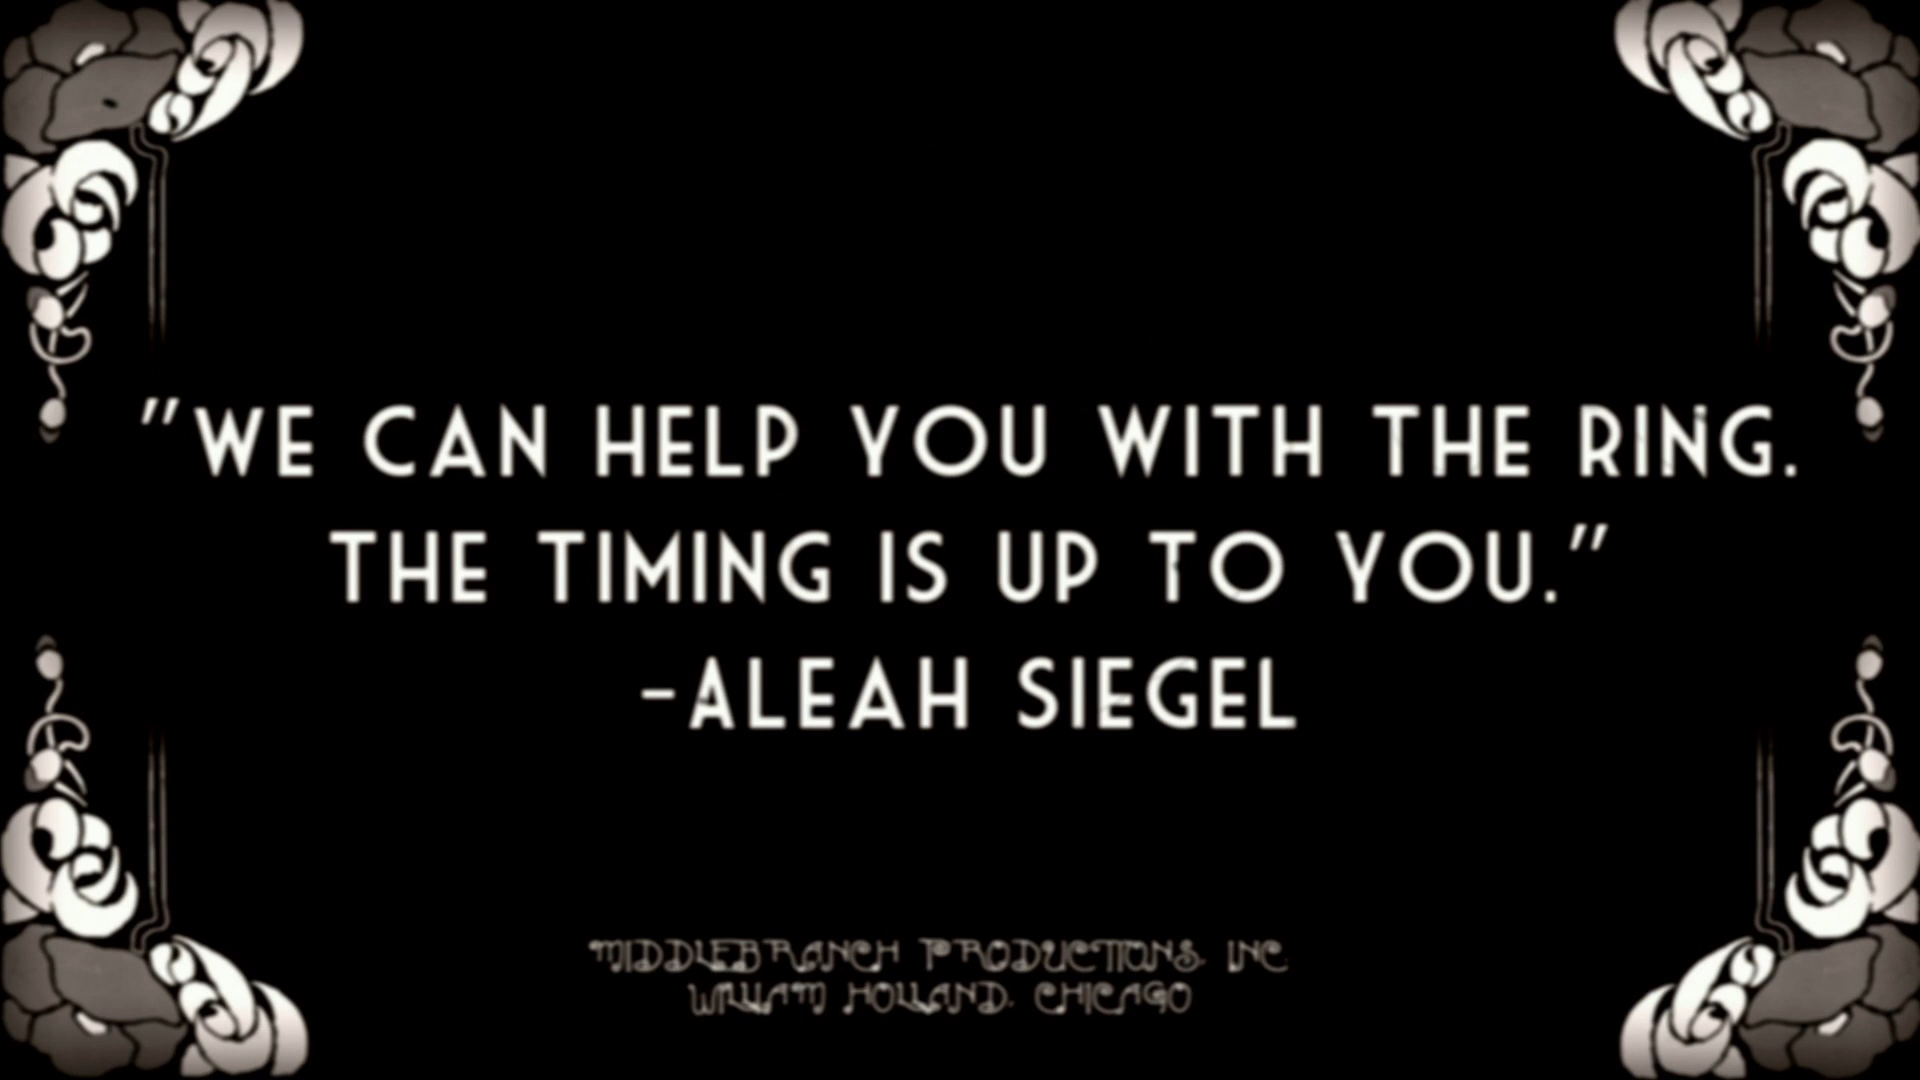 "WE CAN HELP YOU WITH THE RING.
THE TIMING IS UP TO YOU."
-ALEAH SIEGEL
MIDDLEBRANCH PRODUCTIONS, INC
WILLIAM HOLLAND, CHICAGO